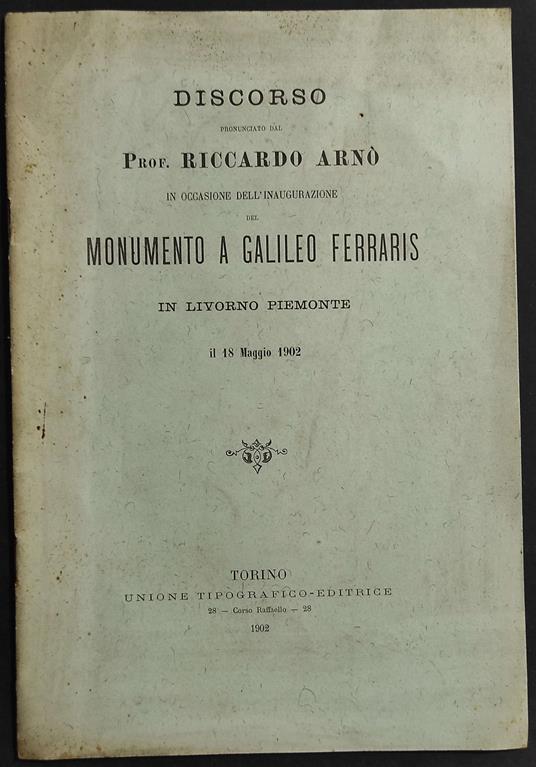 DISCORSO
PRONUNCIATO DAL
PROF. RICCARDO ARNÒ
IN OCCASIONE DELL'INAUGURAZIONE
DEL
MONUMENTO A GALILEO FERRARIS
IN LIVORNO PIEMONTE
il 18 Maggio 1902
TORINO
UNIONE TIPOGRAFICO-EDITRICE
28 — Corso Raffaello — 28
1902